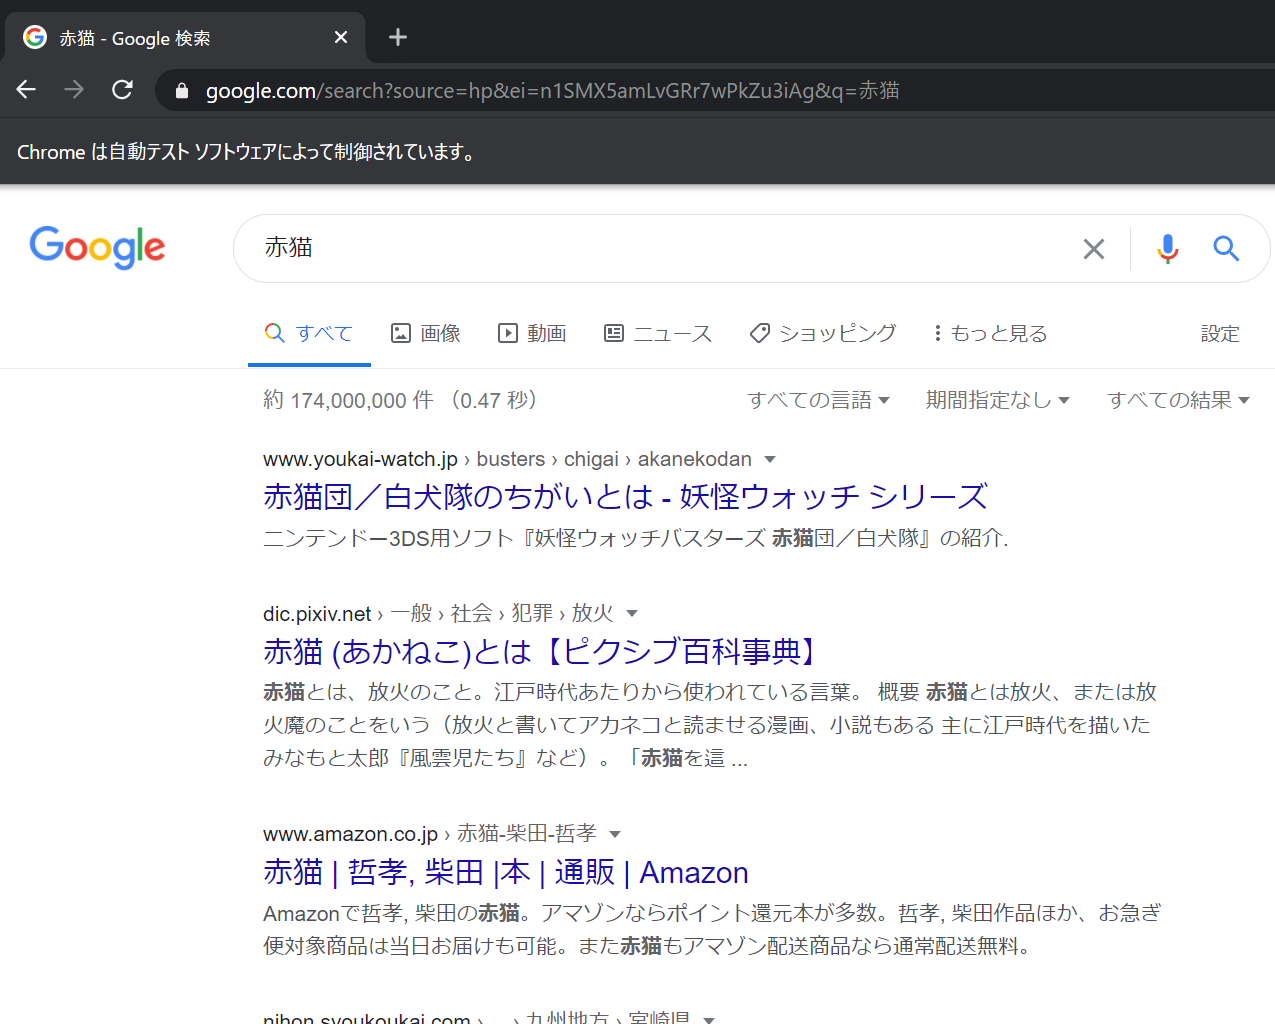 赤猫 - Google 検索
google.com/search?source=hp&ei=n1SMX5amLvGRr7wPkZu3iAg&q=赤猫
Chrome は自動テスト ソフトウェアによって制御されています。
Google
赤猫
すべて 画像 動画 ニュース ショッピング もっと見る 設定
約 174,000,000 件 （0.47 秒）
すべての言語 期間指定なし すべての結果
www.youkai-watch.jp › busters › chigai › akanekodan
赤猫団／白犬隊のちがいとは - 妖怪ウォッチ シリーズ
ニンテンドー3DS用ソフト『妖怪ウォッチバスターズ 赤猫団／白犬隊』の紹介.
dic.pixiv.net › 一般 › 社会 › 犯罪 › 放火
赤猫 (あかねこ)とは【ピクシブ百科事典】
赤猫とは、放火のこと。江戸時代あたりから使われている言葉。 概要 赤猫とは放火、または放
火魔のことをいう（放火と書いてアカネコと読ませる漫画、小説もある 主に江戸時代を描いた
みなもと太郎『風雲児たち』など）。「赤猫を這 ...
www.amazon.co.jp › 赤猫-柴田-哲孝
赤猫 | 哲孝, 柴田 |本 | 通販 | Amazon
Amazonで哲孝, 柴田の赤猫。アマゾンならポイント還元本が多数。哲孝, 柴田作品ほか、お急ぎ
便対象商品は当日お届けも可能。また赤猫もアマゾン配送商品なら通常配送無料。
nihon.syoukoukai.com › ... › 九州地方 › 宮崎県